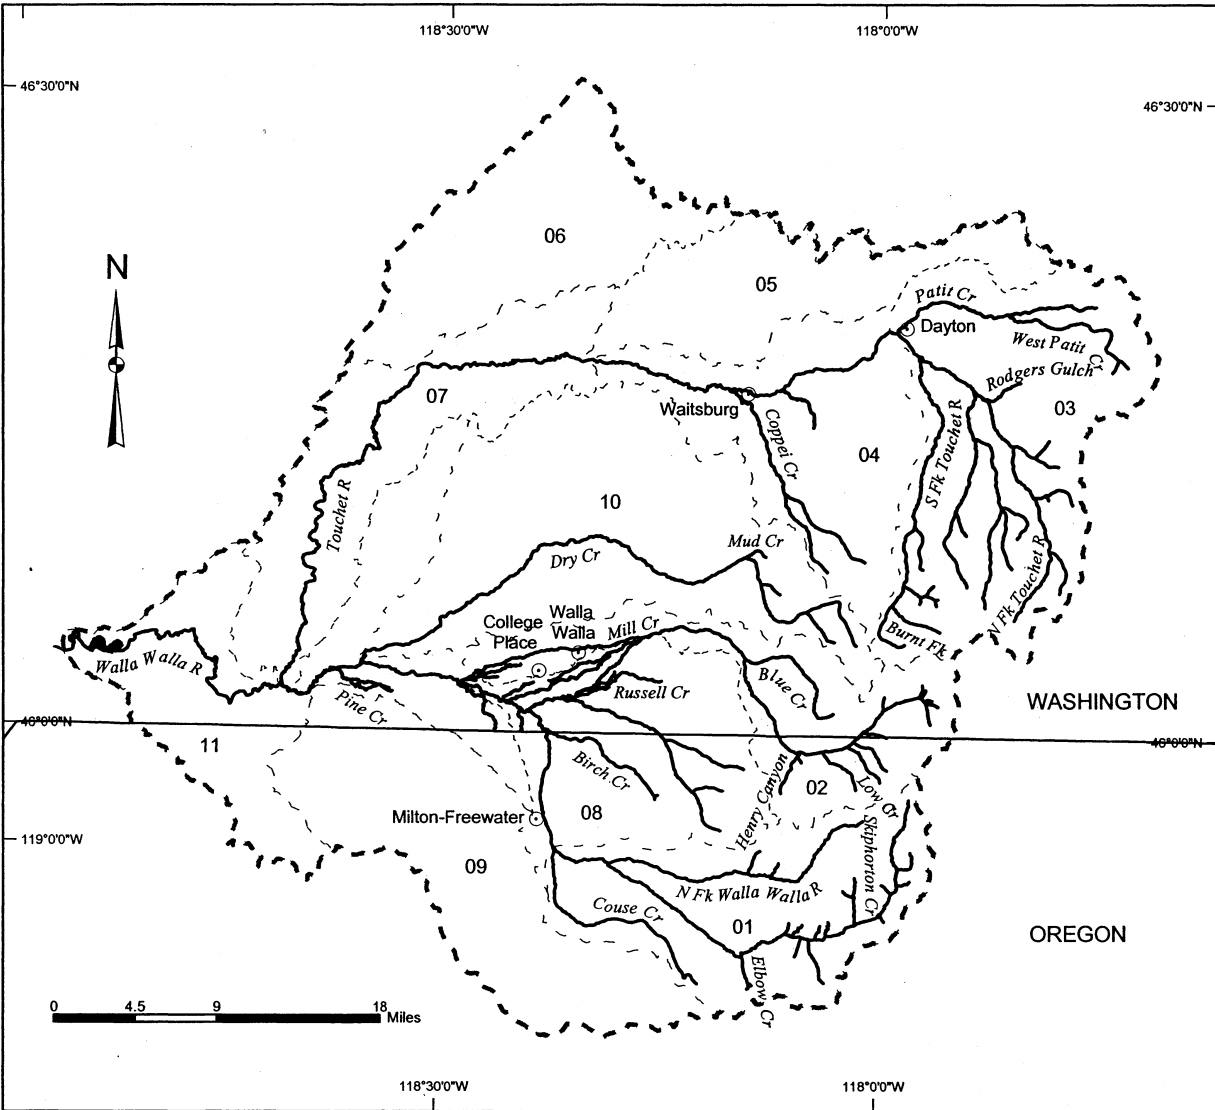 118°30'0"W
118°0'0"W
46°30'0"N
46°30'0"N
06
N
05
Patit Cr
Dayton
West Patit Cr
Rodgers Gulch
07
Waitsburg
03
Coppei Cr
S Fk Touchet R
04
Touchet R
10
Mud Cr
Dry Cr
N Fk Touchet R
Walla
Walla
College
Place
Mill Cr
Burnt Fk
Walla Walla R
Russell Cr
Blue Cr
Pine Cr
WASHINGTON
46°0'0"N
46°0'0"N
11
Birch Cr
Henry Canyon
02
Low Cr
08
Milton-Freewater
119°0'0"W
Skiphorton Cr
09
N Fk Walla Walla R
Couse Cr
01
OREGON
Elbow Cr
0 4.5 9 18
Miles
118°30'0"W
118°0'0"W